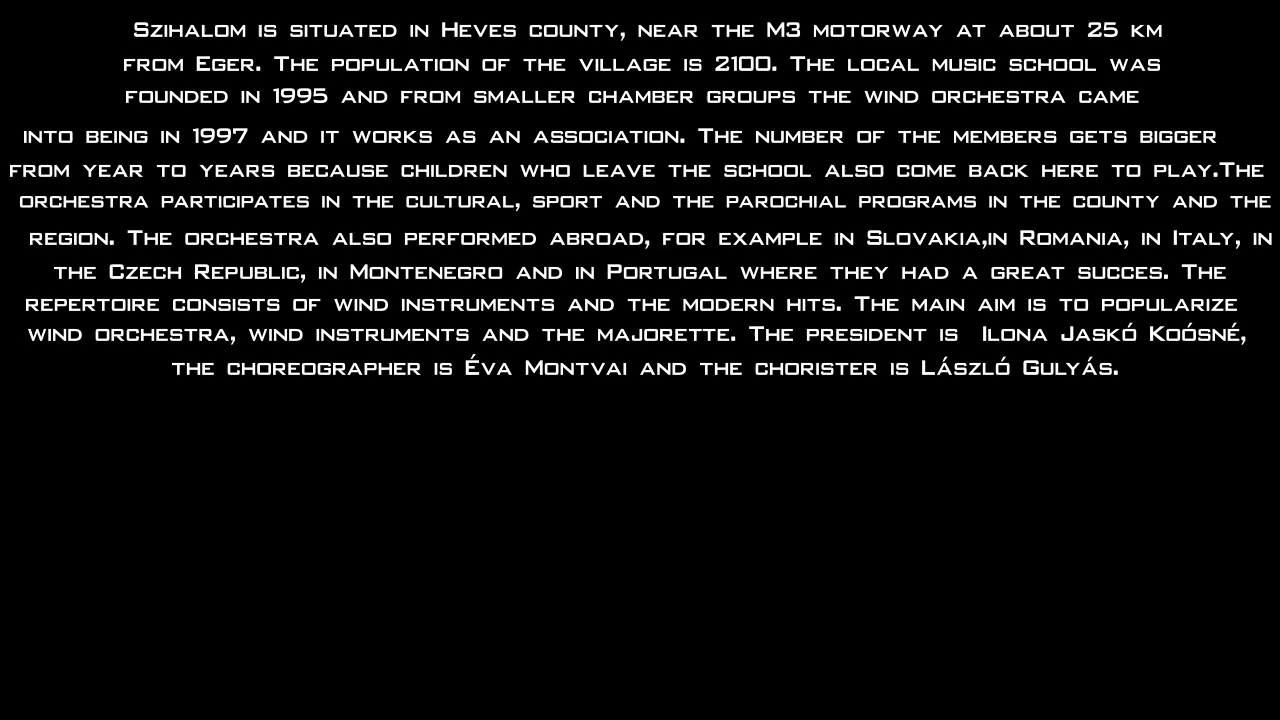 Szihalom is situated in Heves county, near the M3 motorway at about 25 km
from Eger. The population of the village is 2100. The local music school was
founded in 1995 and from smaller chamber groups the wind orchestra came
into being in 1997 and it works as an association. The number of the members gets bigger
from year to years because children who leave the school also come back here to play.The
orchestra participates in the cultural, sport and the parochial programs in the county and the
region. The orchestra also performed abroad, for example in Slovakia,in Romania, in Italy, in
the Czech Republic, in Montenegro and in Portugal where they had a great succes. The
repertoire consists of wind instruments and the modern hits. The main aim is to popularize
wind orchestra, wind instruments and the majorette. The president is Ilona Jaskó Koósné,
the choreographer is Éva Montvai and the chorister is László Gulyás.